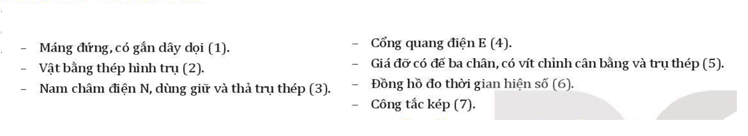 – Máng đứng, có gắn dây dọi (1).
– Vật bằng thép hình trụ (2).
– Nam châm điện N, dùng giữ và thả trụ thép (3).
– Cổng quang điện E (4).
– Giá đỡ có đế ba chân, có vít chỉnh cân bằng và trụ thép (5).
– Đồng hồ đo thời gian hiện số (6).
– Công tắc kép (7).